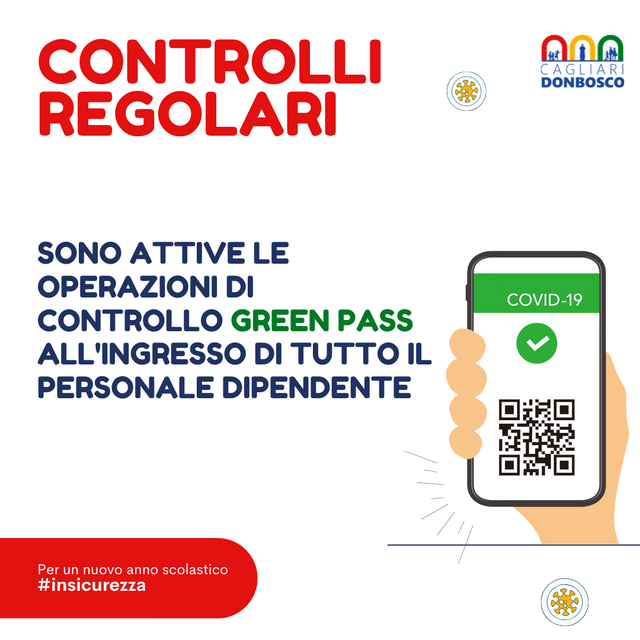 CONTROLLI
REGOLARI
CAGLIARI
DONBOSCO
SONO ATTIVE LE
OPERAZIONI DI
CONTROLLO GREEN PASS
ALL'INGRESSO DI TUTTO IL
PERSONALE DIPENDENTE
COVID-19
Per un nuovo anno scolastico
#insicurezza